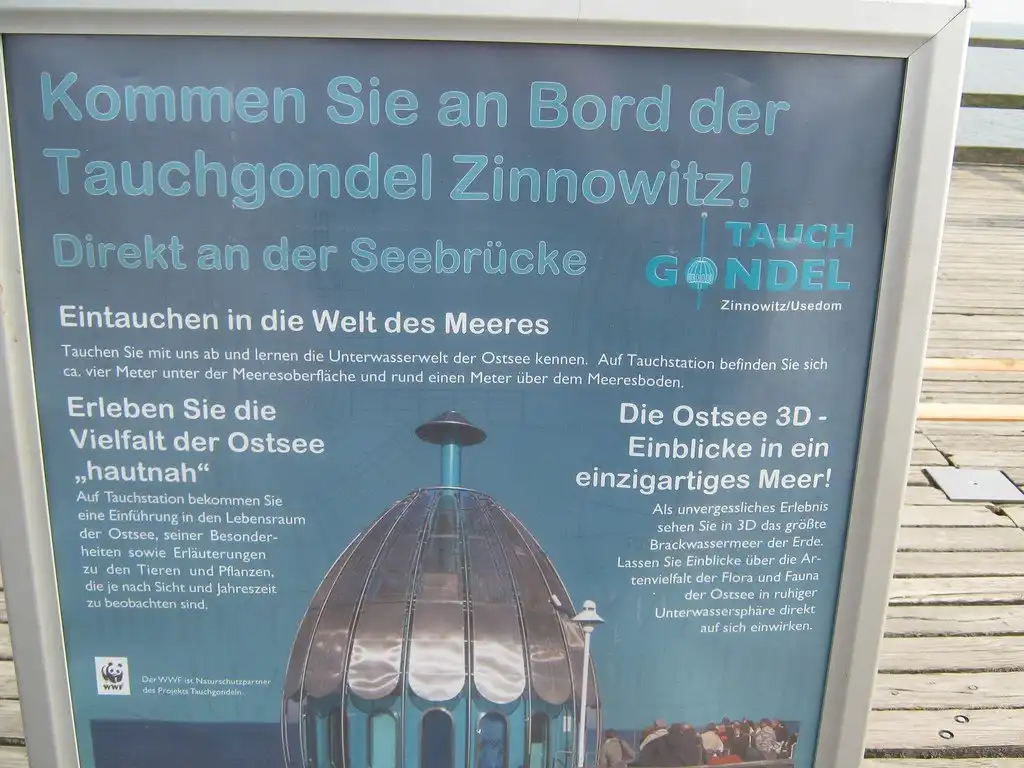 Kommen Sie an Bord der
Tauchgondel Zinnowitz!
Direkt an der Seebrücke
TAUCH
GONDEL
Zinnowitz/Usedom
Eintauchen in die Welt des Meeres
Tauchen Sie mit uns ab und lernen die Unterwasserwelt der Ostsee kennen. Auf Tauchstation befinden Sie sich
ca. vier Meter unter der Meeresoberfläche und rund einen Meter über dem Meeresboden.
Erleben Sie die
Vielfalt der Ostsee
„hautnah“
Auf Tauchstation bekommen Sie
eine Einführung in den Lebensraum
der Ostsee, seiner Besonder-
heiten sowie Erläuterungen
zu den Tieren und Pflanzen,
die je nach Sicht und Jahreszeit
zu beobachten sind.
Die Ostsee 3D -
Einblicke in ein
einzigartiges Meer!
Als unvergessliches Erlebnis
sehen Sie in 3D das größte
Brackwassermeer der Erde.
Lassen Sie Einblicke über die Ar-
tenvielfalt der Flora und Fauna
der Ostsee in ruhiger
Unterwassersphäre direkt
auf sich einwirken.
WWF
Der WWF ist Naturschutzpartner
des Projekts Tauchgondeln.